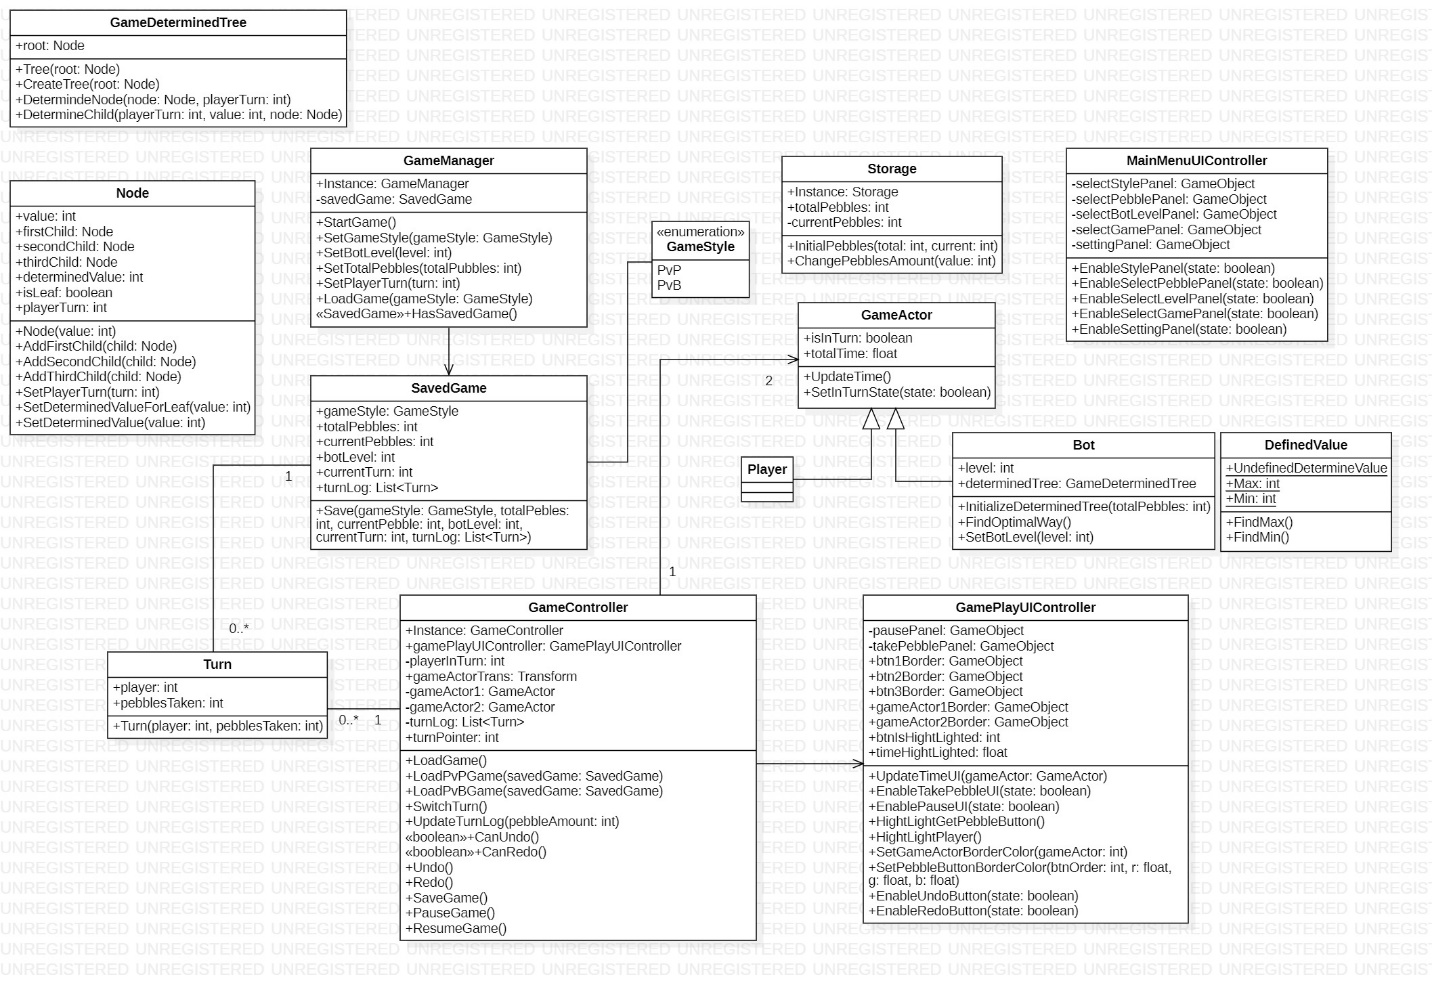 GameDeterminedTree
+root: Node
+Tree(root: Node)
+CreateTree(root: Node)
+DetermindeNode(node: Node, playerTurn: int)
+DetermineChild(playerTurn: int, value: int, node: Node)
Node
+value: int
+firstChild: Node
+secondChild: Node
+thirdChild: Node
+determinedValue: int
+isLeaf: boolean
+playerTurn: int
+Node(value: int)
+AddFirstChild(child: Node)
+AddSecondChild(child: Node)
+AddThirdChild(child: Node)
+SetPlayerTurn(turn: int)
+SetDeterminedValueForLeaf(value: int)
+SetDeterminedValue(value: int)
GameManager
+Instance: GameManager
-savedGame: SavedGame
+StartGame()
+SetGameStyle(gameStyle: GameStyle)
+SetBotLevel(level: int)
+SetTotalPebbles(totalPubbles: int)
+SetPlayerTurn(turn: int)
+LoadGame(gameStyle: GameStyle)
«SavedGame»+HasSavedGame()
«enumeration»
GameStyle
PvP
PvB
Storage
+Instance: Storage
+totalPebbles: int
-currentPebbles: int
+InitialPebbles(total: int, current: int)
+ChangePebblesAmount(value: int)
MainMenuUIController
-selectStylePanel: GameObject
-selectPebblePanel: GameObject
-selectBotLevelPanel: GameObject
-selectGamePanel: GameObject
-settingPanel: GameObject
+EnableStylePanel(state: boolean)
+EnableSelectPebblePanel(state: boolean)
+EnableSelectLevelPanel(state: boolean)
+EnableSelectGamePanel(state: boolean)
+EnableSettingPanel(state: boolean)
SavedGame
+gameStyle: GameStyle
+totalPebbles: int
+currentPebbles: int
+botLevel: int
+currentTurn: int
+turnLog: List<Turn>
+Save(gameStyle: GameStyle, totalPebles:
int, currentPebble: int, botLevel: int,
currentTurn: int, turnLog: List<Turn>)
GameActor
+isInTurn: boolean
+totalTime: float
+UpdateTime()
+SetInTurnState(state: boolean)
2
1
Player
Bot
+level: int
+determinedTree: GameDeterminedTree
+InitializeDeterminedTree(totalPebbles: int)
+FindOptimalWay()
+SetBotLevel(level: int)
DefinedValue
+UndefinedDetermineValue
+Max: int
+Min: int
+FindMax()
+FindMin()
1
0..*
Turn
+player: int
+pebblesTaken: int
+Turn(player: int, pebblesTaken: int)
0..*
1
GameController
+Instance: GameController
+gamePlayUIController: GamePlayUIController
-playerInTurn: int
+gameActorTrans: Transform
-gameActor1: GameActor
-gameActor2: GameActor
-turnLog: List<Turn>
+turnPointer: int
+LoadGame()
+LoadPvPGame(savedGame: SavedGame)
+LoadPvBGame(savedGame: SavedGame)
+SwitchTurn()
+UpdateTurnLog(pebbleAmount: int)
«boolean»+CanUndo()
«booblean»+CanRedo()
+Undo()
+Redo()
+SaveGame()
+PauseGame()
+ResumeGame()
GamePlayUIController
-pausePanel: GameObject
-takePebblePanel: GameObject
+btn1Border: GameObject
+btn2Border: GameObject
+btn3Border: GameObject
+gameActor1Border: GameObject
+gameActor2Border: GameObject
+btnIsHightLighted: int
+timeHightLighted: float
+UpdateTimeUI(gameActor: GameActor)
+EnableTakePebbleUI(state: boolean)
+EnablePauseUI(state: boolean)
+HightLightGetPebbleButton()
+HightLightPlayer()
+SetGameActorBorderColor(gameActor: int)
+SetPebbleButtonBorderColor(btnOrder: int, r: float,
g: float, b: float)
+EnableUndoButton(state: boolean)
+EnableRedoButton(state: boolean)